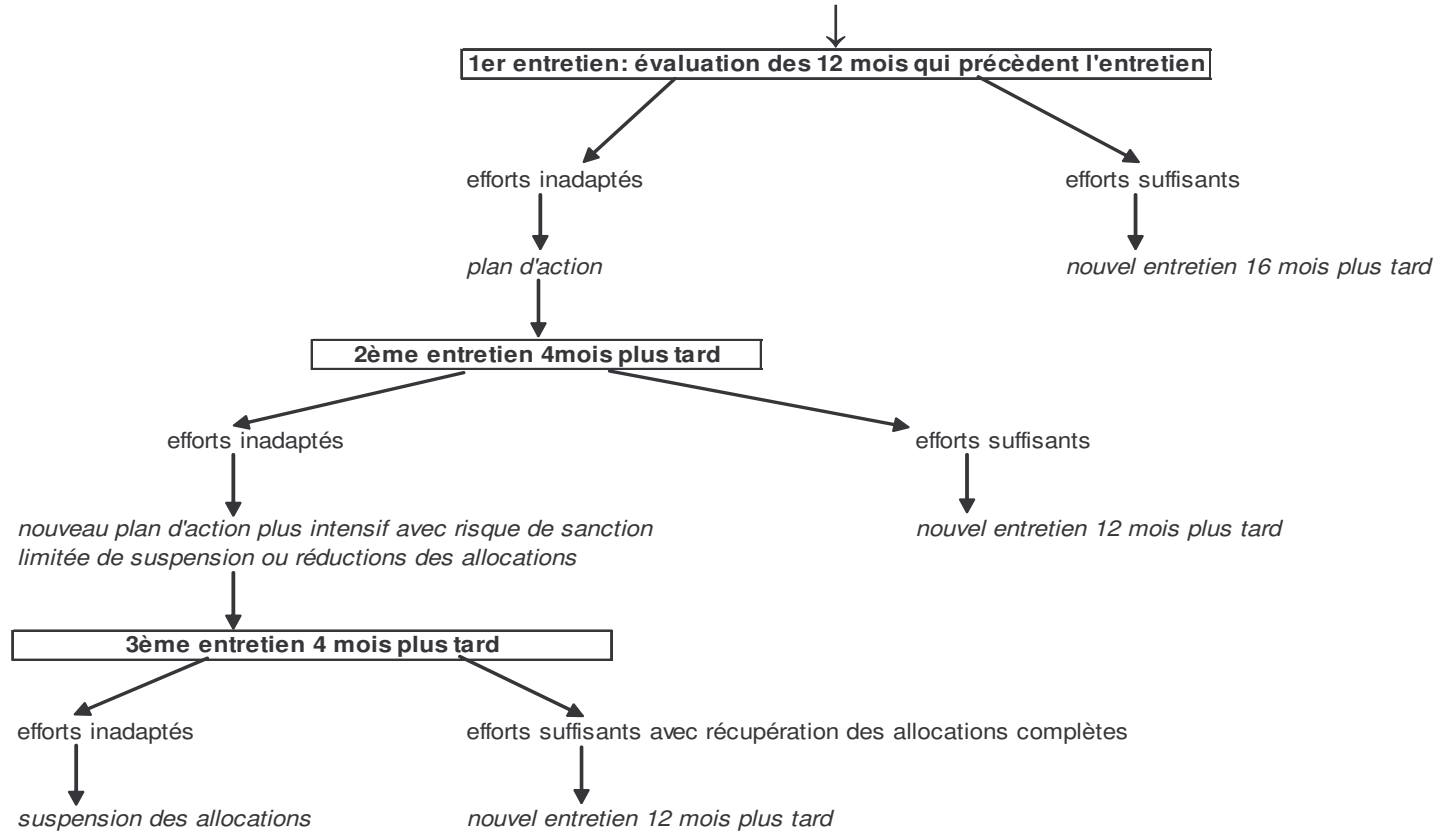 1er entretien: évaluation des 12 mois qui précèdent l'entretien
efforts inadaptés
efforts suffisants
plan d'action
nouvel entretien 16 mois plus tard
2ème entretien 4mois plus tard
efforts inadaptés
efforts suffisants
nouveau plan d'action plus intensif avec risque de sanction
limitée de suspension ou réductions des allocations
nouvel entretien 12 mois plus tard
3ème entretien 4 mois plus tard
efforts inadaptés
efforts suffisants avec récupération des allocations complètes
suspension des allocations
nouvel entretien 12 mois plus tard